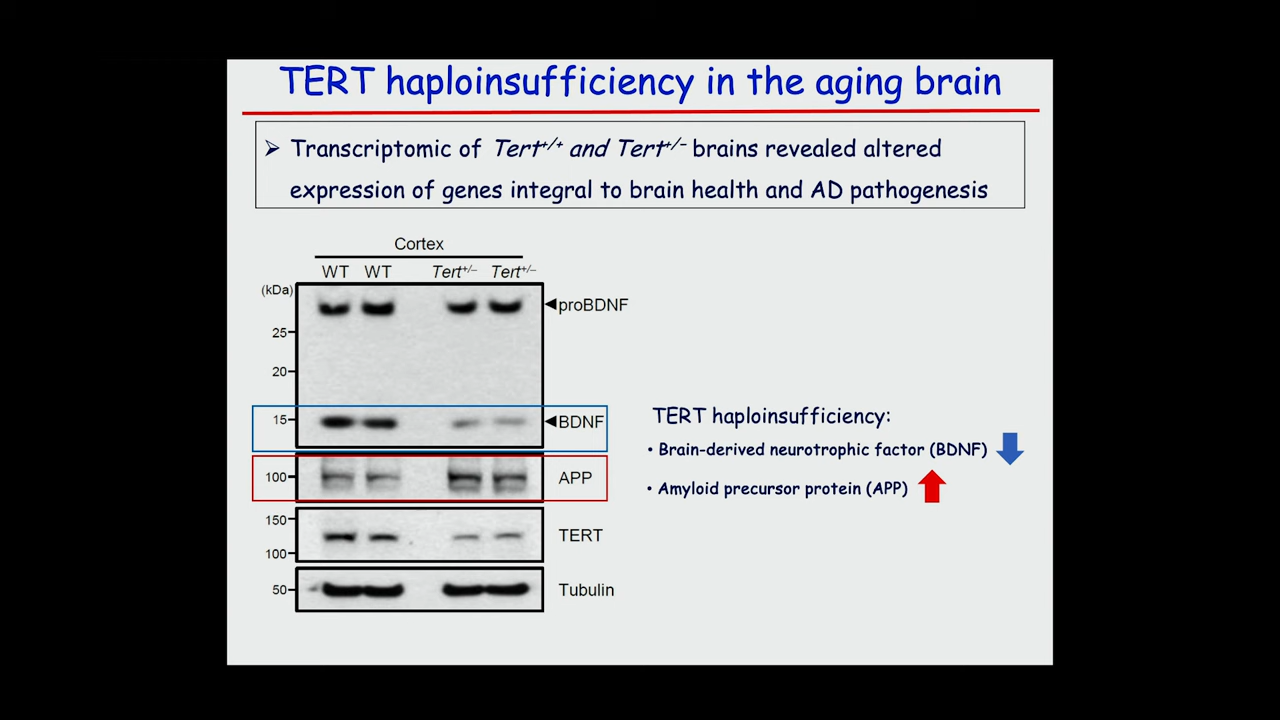 TERT haploinsufficiency in the aging brain
➢ Transcriptomic of Tert+/+ and Tert+/- brains revealed altered
expression of genes integral to brain health and AD pathogenesis
Cortex
WT WT Tert+/– Tert+/–
(kDa)
proBDNF
25
20
15
BDNF
100
APP
150
TERT
100
50
Tubulin
TERT haploinsufficiency:
• Brain-derived neurotrophic factor (BDNF)
• Amyloid precursor protein (APP)